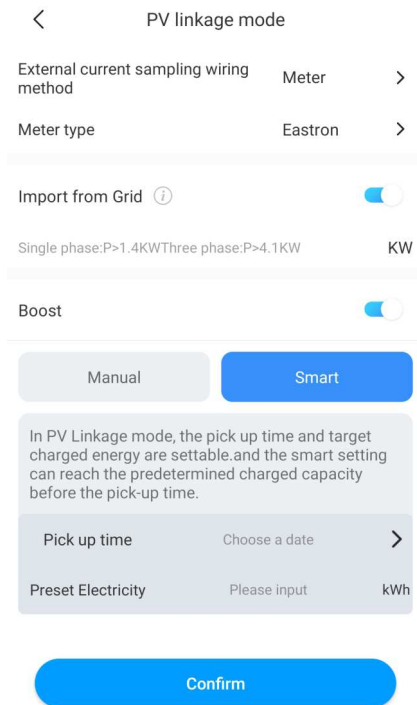 PV linkage mode
External current sampling wiring
method
Meter
Meter type
Eastron
Import from Grid i
Single phase:P>1.4KWThree phase:P>4.1KW
KW
Boost
Manual
Smart
In PV Linkage mode, the pick up time and target
charged energy are settable.and the smart setting
can reach the predetermined charged capacity
before the pick-up time.
Pick up time
Choose a date
Preset Electricity
Please input
kWh
Confirm